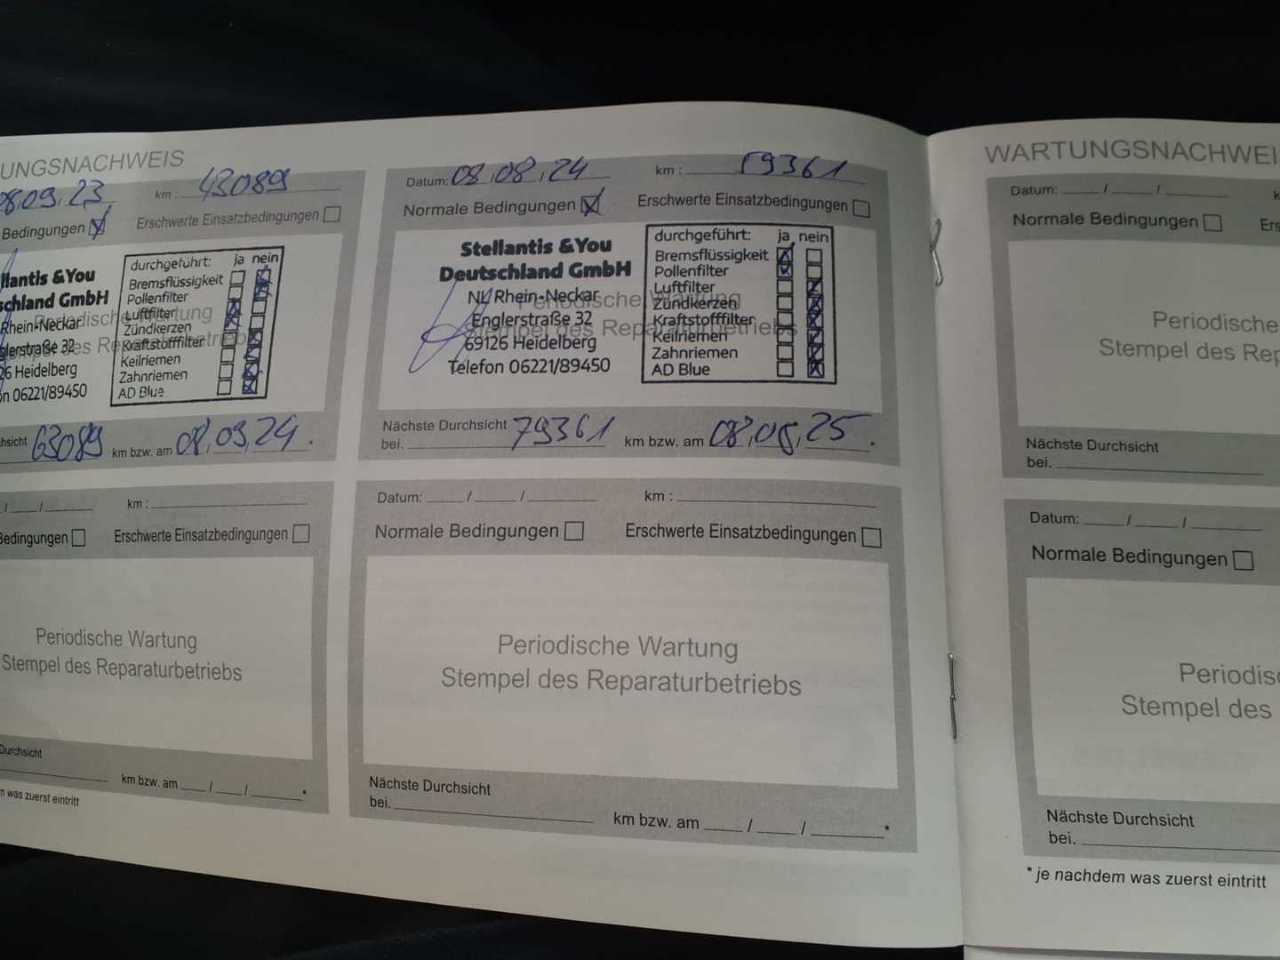 UNGSNACHWEIS
08.09.23 km : 43089
Bedingungen Erschwerte Einsatzbedingungen
llantis &You
schland GmbH
Rhein-Neckar
glerstraße 32
26 Heidelberg
n 06221/89450
durchgeführt: ja nein
Bremsflüssigkeit
Pollenfilter
Luftfilter
Zündkerzen
Kraftstofffilter
Keilriemen
Zahnriemen
AD Blue
hsicht 63089 km bzw. am 08.09.24.
Datum: 08.08.24 km : 59361
Normale Bedingungen Erschwerte Einsatzbedingungen
Stellantis &You
Deutschland GmbH
NL Rhein-Neckar
Englerstraße 32
69126 Heidelberg
Telefon 06221/89450
Periodische Wartung
Stempel des Reparaturbetriebs
durchgeführt: ja nein
Bremsflüssigkeit
Pollenfilter
Luftfilter
Zündkerzen
Kraftstofffilter
Keilriemen
Zahnriemen
AD Blue
Nächste Durchsicht
bei. 79361 km bzw. am 08.08.25.
/ / km :
Bedingungen Erschwerte Einsatzbedingungen
Periodische Wartung
Stempel des Reparaturbetriebs
Durchsicht
km bzw. am / / *
h was zuerst eintritt
Datum: / / km :
Normale Bedingungen Erschwerte Einsatzbedingungen
Periodische Wartung
Stempel des Reparaturbetriebs
Nächste Durchsicht
bei. km bzw. am / / *
WARTUNGSNACHWEI
Datum: / / k
Normale Bedingungen Ers
Periodische
Stempel des Rep
Nächste Durchsicht
bei.
Datum: / /
Normale Bedingungen
Periodis
Stempel des
Nächste Durchsicht
bei.
* je nachdem was zuerst eintritt